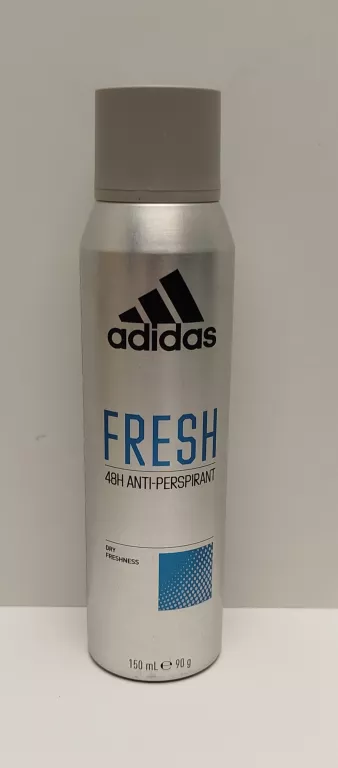 adidas
FRESH
48H ANTI-PERSPIRANT
DRY
FRESHNESS
150 mL ℮ 90 g